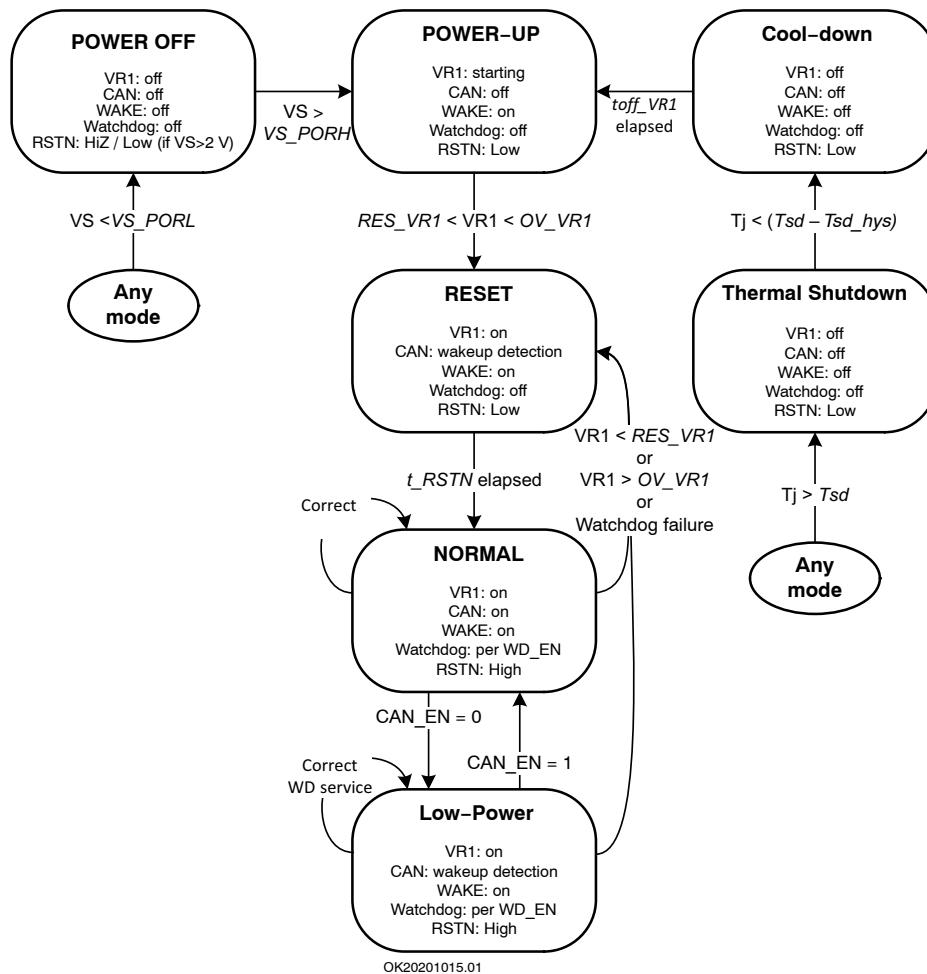 POWER OFF
VR1: off
CAN: off
WAKE: off
Watchdog: off
RSTN: HiZ / Low (if VS>2 V)
VS >
VS_PORH
POWER−UP
VR1: starting
CAN: off
WAKE: on
Watchdog: off
RSTN: Low
toff_VR1
elapsed
Cool−down
VR1: off
CAN: off
WAKE: off
Watchdog: off
RSTN: Low
VS <VS_PORL
Any
mode
RES_VR1 < VR1 < OV_VR1
Tj < (Tsd – Tsd_hys)
RESET
VR1: on
CAN: wakeup detection
WAKE: on
Watchdog: off
RSTN: Low
Thermal Shutdown
VR1: off
CAN: off
WAKE: off
Watchdog: off
RSTN: Low
VR1 < RES_VR1
or
VR1 > OV_VR1
or
Watchdog failure
t_RSTN elapsed
Tj > Tsd
Any
mode
Correct
NORMAL
VR1: on
CAN: on
WAKE: on
Watchdog: per WD_EN
RSTN: High
CAN_EN = 0
CAN_EN = 1
Correct
WD service
Low−Power
VR1: on
CAN: wakeup detection
WAKE: on
Watchdog: per WD_EN
RSTN: High
OK20201015.01